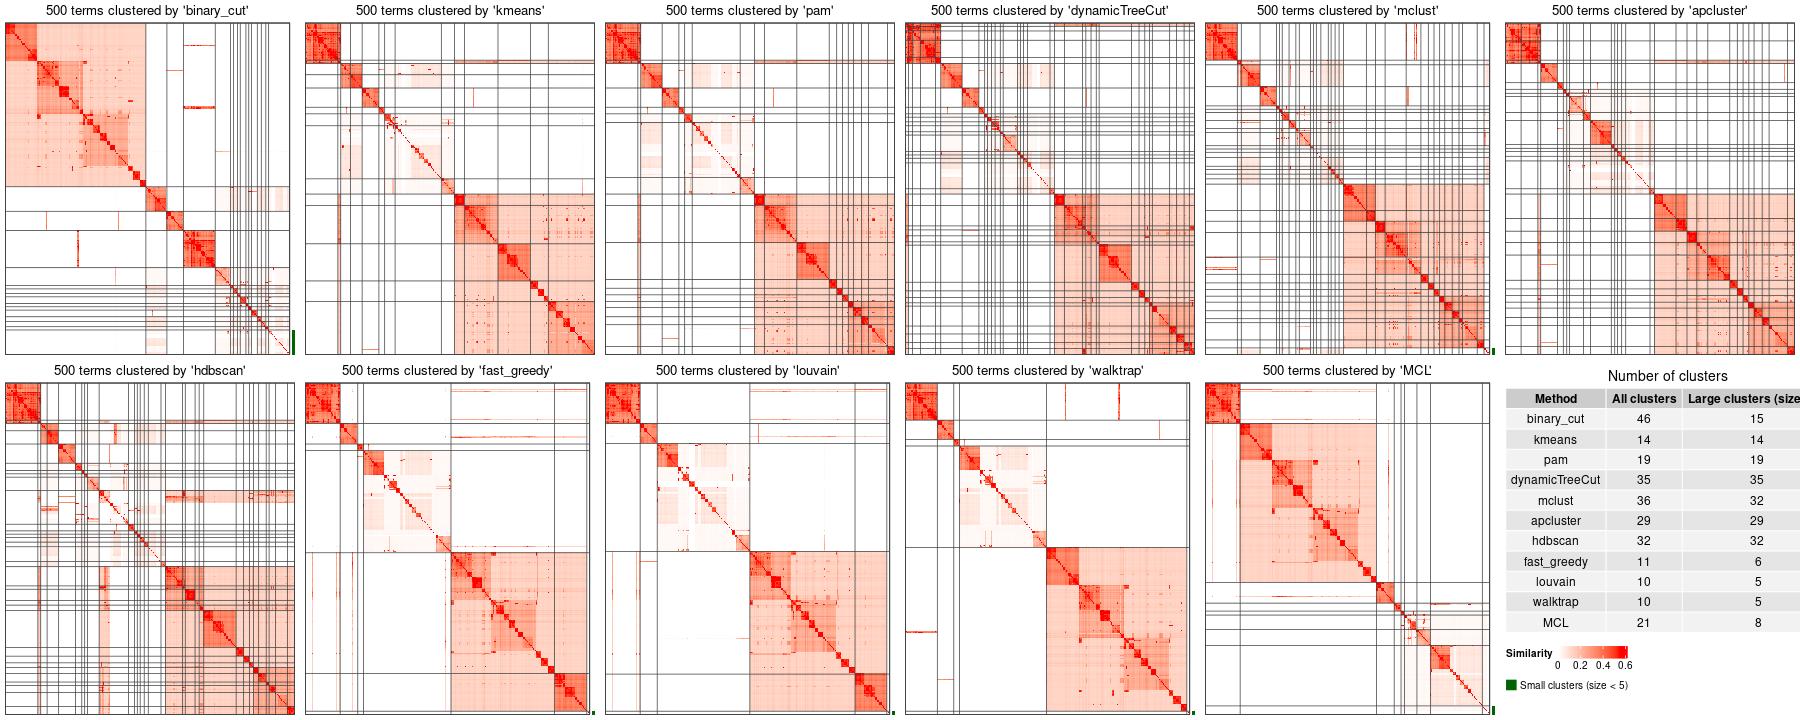 500 terms clustered by 'binary_cut'
500 terms clustered by 'kmeans'
500 terms clustered by 'pam'
500 terms clustered by 'dynamicTreeCut'
500 terms clustered by 'mclust'
500 terms clustered by 'apcluster'
500 terms clustered by 'hdbscan'
500 terms clustered by 'fast_greedy'
500 terms clustered by 'louvain'
500 terms clustered by 'walktrap'
500 terms clustered by 'MCL'
Number of clusters
Method All clusters Large clusters (size
binary_cut 46 15
kmeans 14 14
pam 19 19
dynamicTreeCut 35 35
mclust 36 32
apcluster 29 29
hdbscan 32 32
fast_greedy 11 6
louvain 10 5
walktrap 10 5
MCL 21 8
Similarity
0 0.2 0.4 0.6
Small clusters (size < 5)